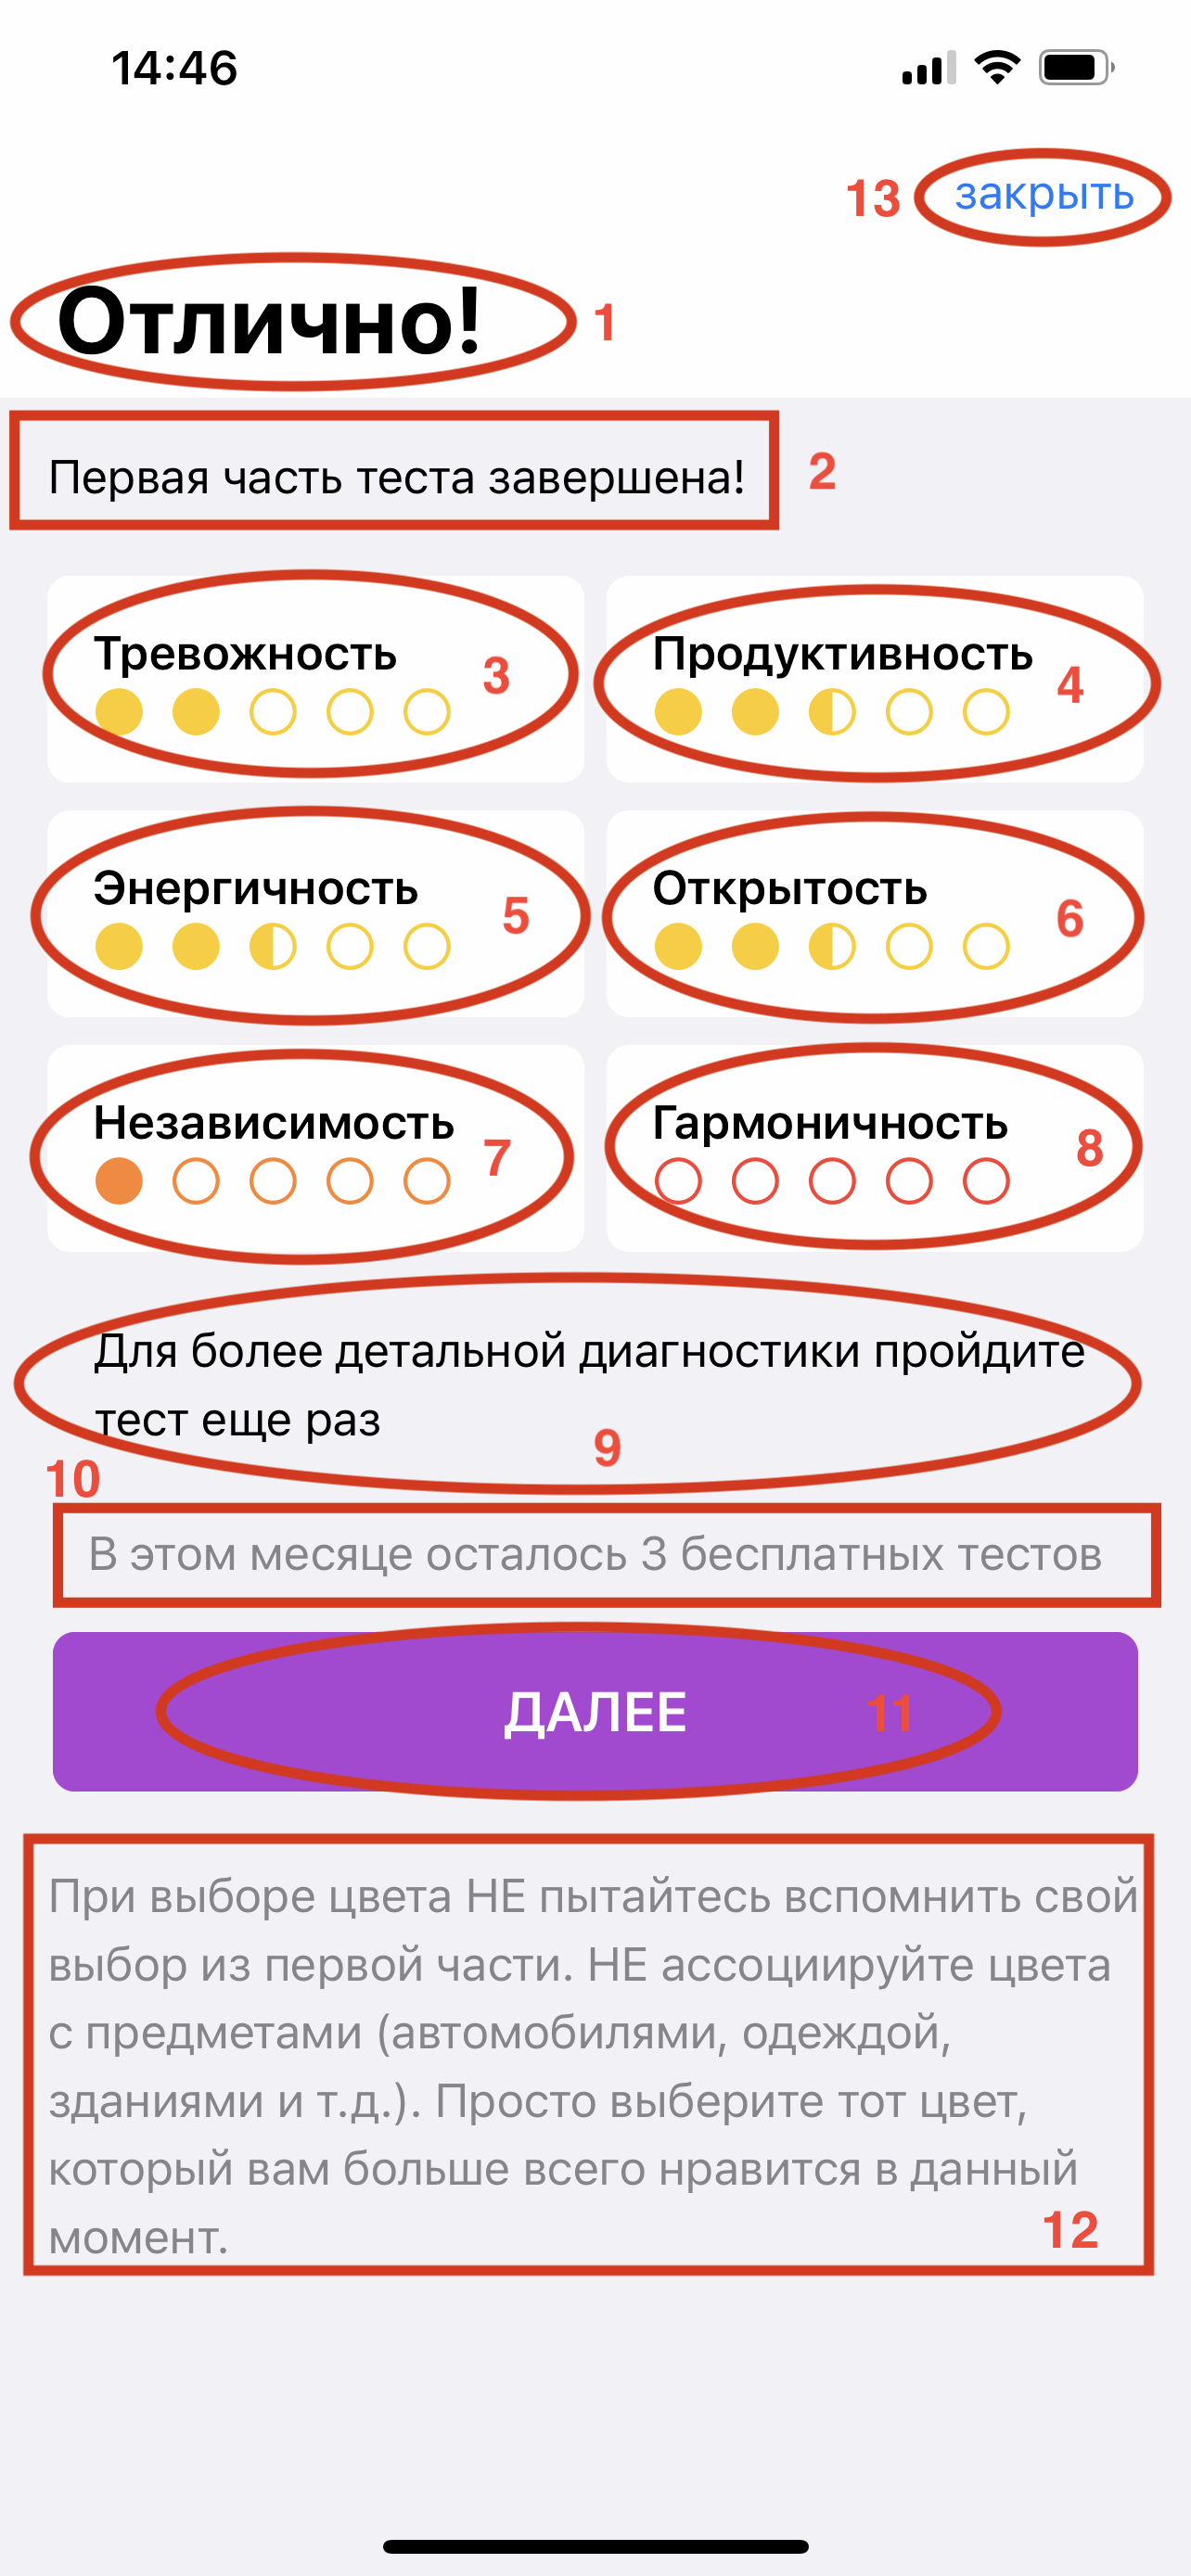 14:46
13 закрыть
Отлично! 1
Первая часть теста завершена! 2
Тревожность 3
Продуктивность 4
Энергичность 5
Открытость 6
Независимость 7
Гармоничность 8
Для более детальной диагностики пройдите
тест еще раз
9
10
В этом месяце осталось 3 бесплатных тестов
ДАЛЕЕ 11
При выборе цвета НЕ пытайтесь вспомнить свой
выбор из первой части. НЕ ассоциируйте цвета
с предметами (автомобилями, одеждой,
зданиями и т.д.). Просто выберите тот цвет,
который вам больше всего нравится в данный
момент.
12